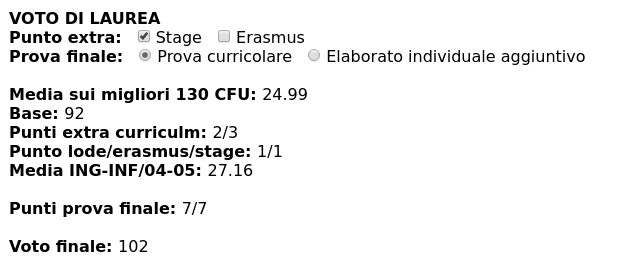 VOTO DI LAUREA
Punto extra: Stage Erasmus
Prova finale: Prova curricolare Elaborato individuale aggiuntivo
Media sui migliori 130 CFU: 24.99
Base: 92
Punti extra curriculm: 2/3
Punto lode/erasmus/stage: 1/1
Media ING-INF/04-05: 27.16
Punti prova finale: 7/7
Voto finale: 102